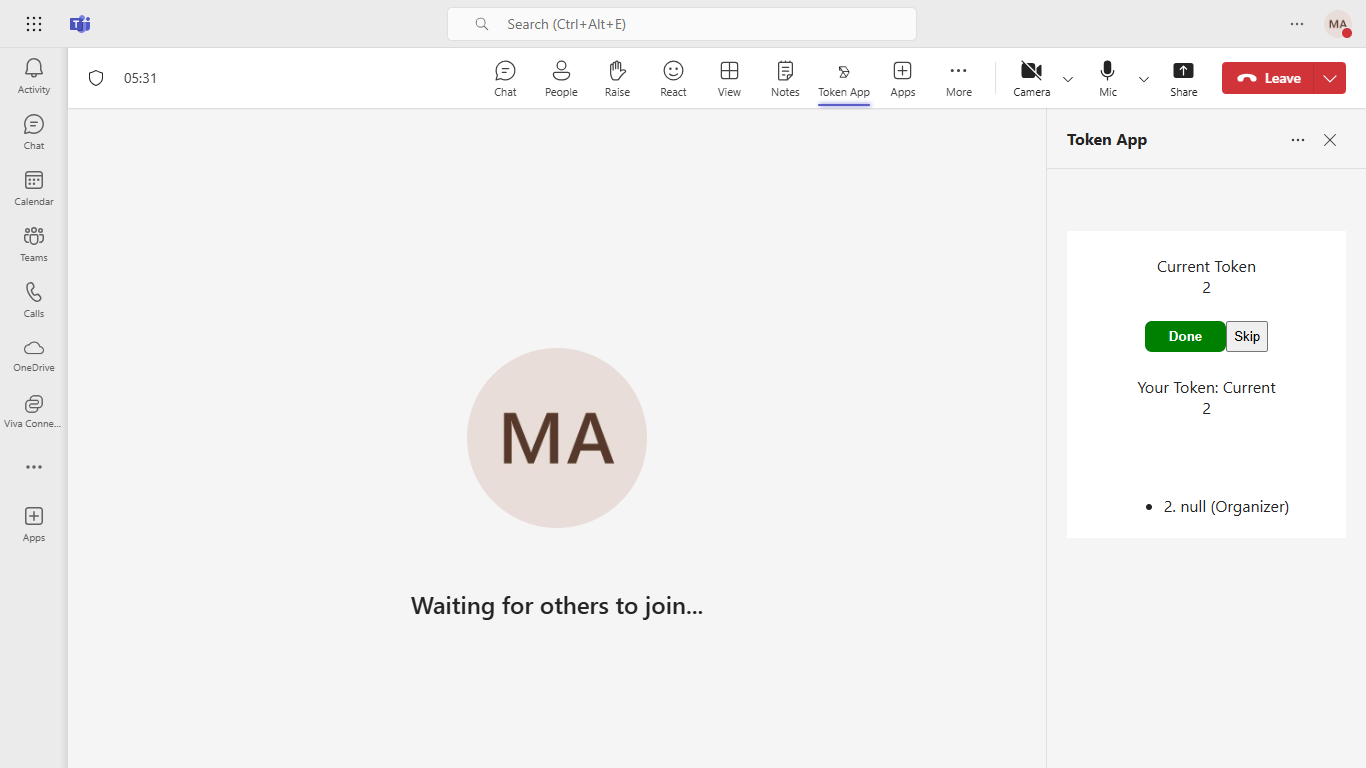 Search (Ctrl+Alt+E)
MA
Activity
Chat
Calendar
Teams
Calls
OneDrive
Viva Conne...
Apps
05:31
Chat
People
Raise
React
View
Notes
Token App
Apps
More
Camera
Mic
Share
Leave
MA
Waiting for others to join...
Token App
Current Token
2
Done
Skip
Your Token: Current
2
• 2. null (Organizer)